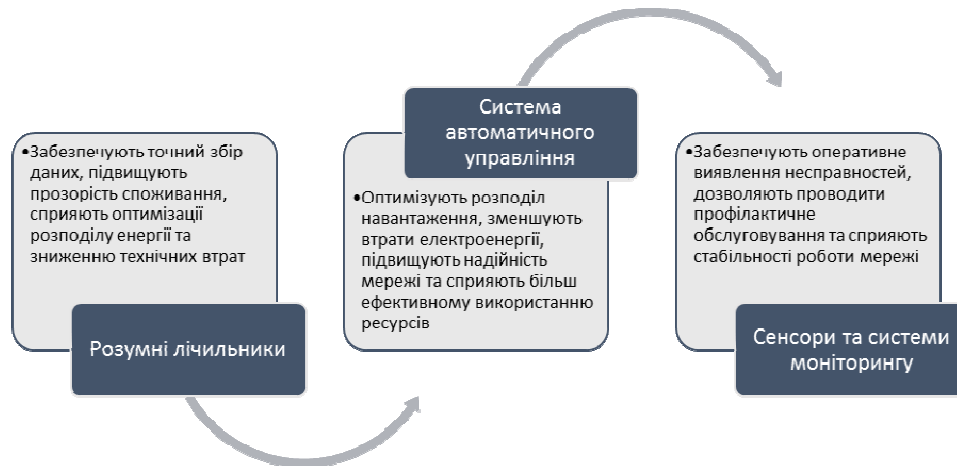 •Забезпечують точний збір
даних, підвищують
прозорість споживання,
сприяють оптимізації
розподілу енергії та
зниженню технічних втрат
Розумні лічильники
Система
автоматичного
управління
•Оптимізують розподіл
навантаження, зменшують
втрати електроенергії,
підвищують надійність
мережі та сприяють більш
ефективному використанню
ресурсів
•Забезпечують оперативне
виявлення несправностей,
дозволяють проводити
профілактичне
обслуговування та сприяють
стабільності роботи мережі
Сенсори та системи
моніторингу